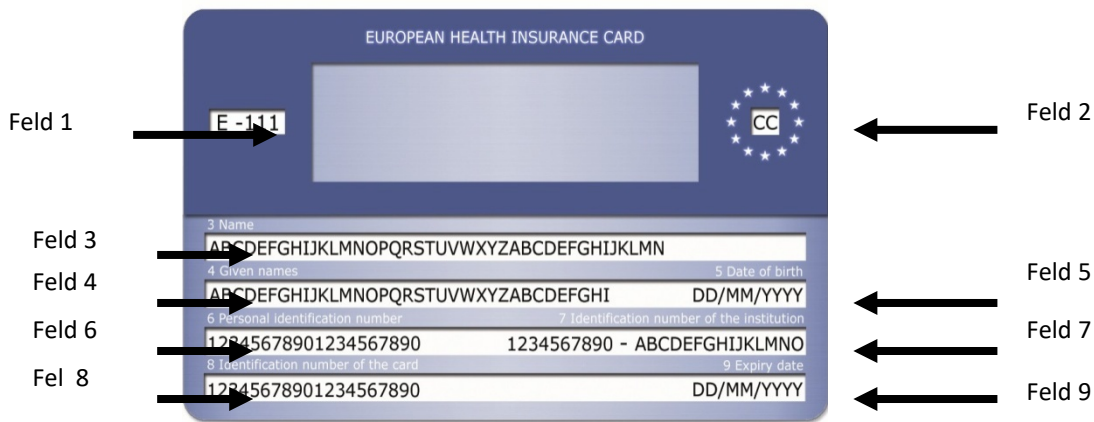 EUROPEAN HEALTH INSURANCE CARD
Feld 1
E -111
CC
Feld 2
3 Name
Feld 3
ABCDEFGHIJKLMNOPQRSTUVWXYZABCDEFGHIJKLMN
4 Given names
5 Date of birth
Feld 4
ABCDEFGHIJKLMNOPQRSTUVWXYZABCDEFGHI
DD/MM/YYYY
Feld 5
6 Personal identification number
7 Identification number of the institution
Feld 6
12345678901234567890
1234567890 - ABCDEFGHIJKLMNO
Feld 7
8 Identification number of the card
9 Expiry date
Fel 8
12345678901234567890
DD/MM/YYYY
Feld 9